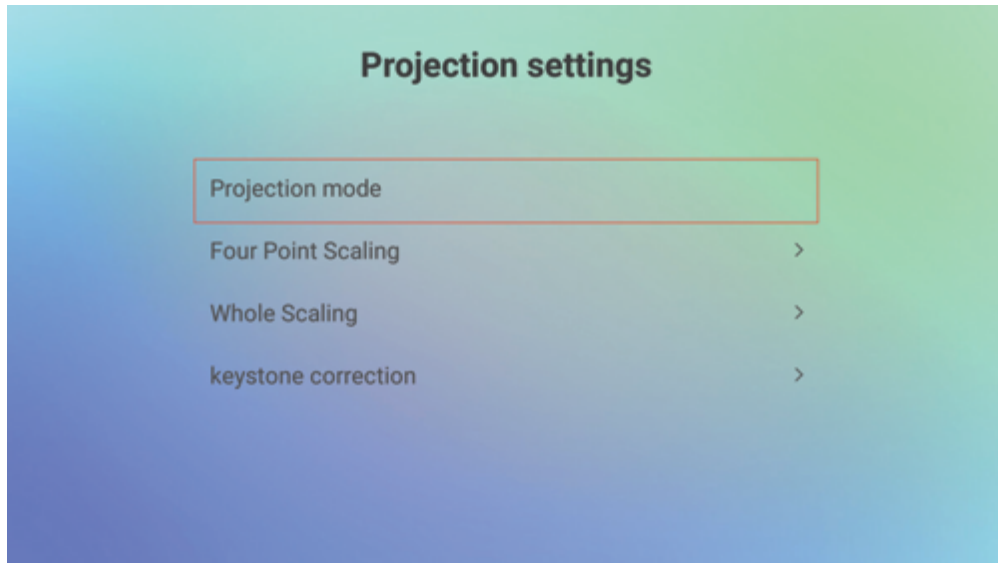 Projection settings
Projection mode
Four Point Scaling
Whole Scaling
keystone correction